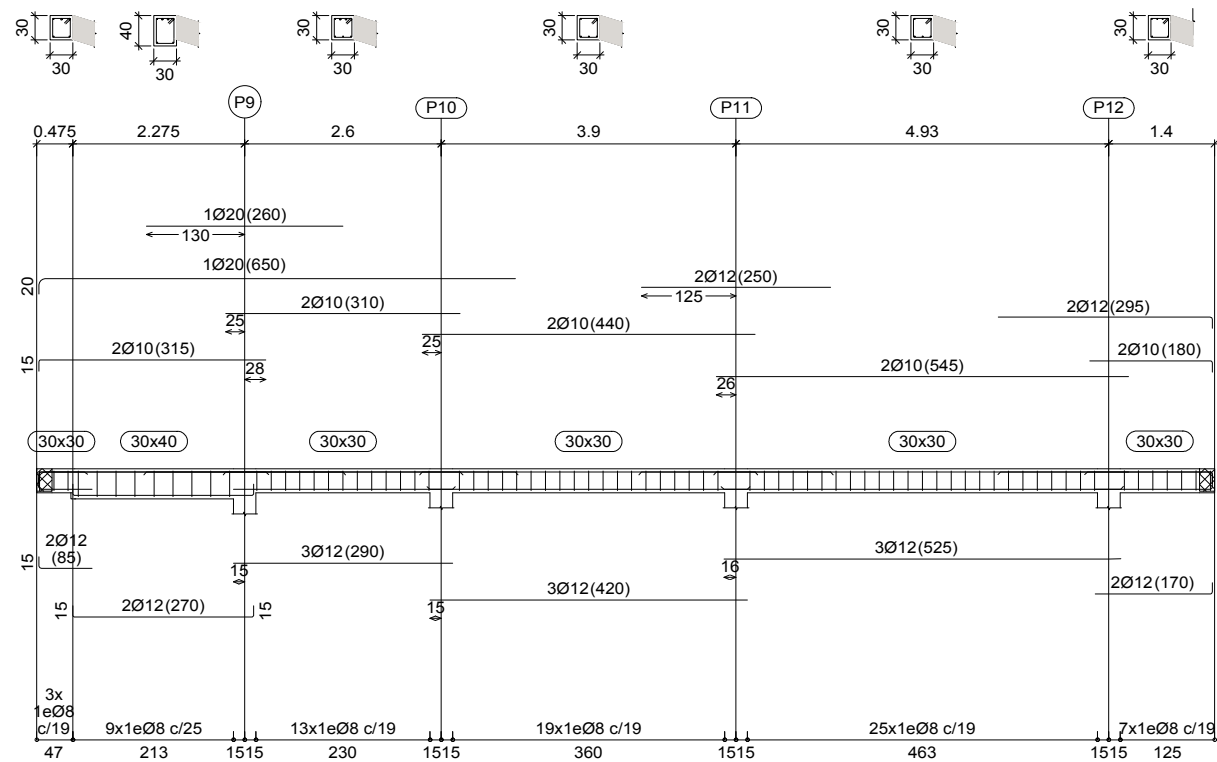 30 40 30 30 30 30
30 30 30 30 30 30
P9 P10 P11 P12
0.475 2.275 2.6 3.9 4.93 1.4
1Ø20(260)
130
1Ø20(650)
20
2Ø12(250)
125
2Ø10(310)
2Ø12(295)
25
2Ø10(440)
25
2Ø10(315)
15
2Ø10(180)
28
2Ø10(545)
26
30x30 30x40 30x30 30x30 30x30 30x30
2Ø12
(85)
15
3Ø12(290)
15
3Ø12(525)
16
2Ø12(170)
3Ø12(420)
15
15 2Ø12(270) 15
3x
1eØ8
c/19 9x1eØ8 c/25 13x1eØ8 c/19 19x1eØ8 c/19 25x1eØ8 c/19 7x1eØ8 c/19
47 213 1515 230 1515 360 1515 463 1515 125